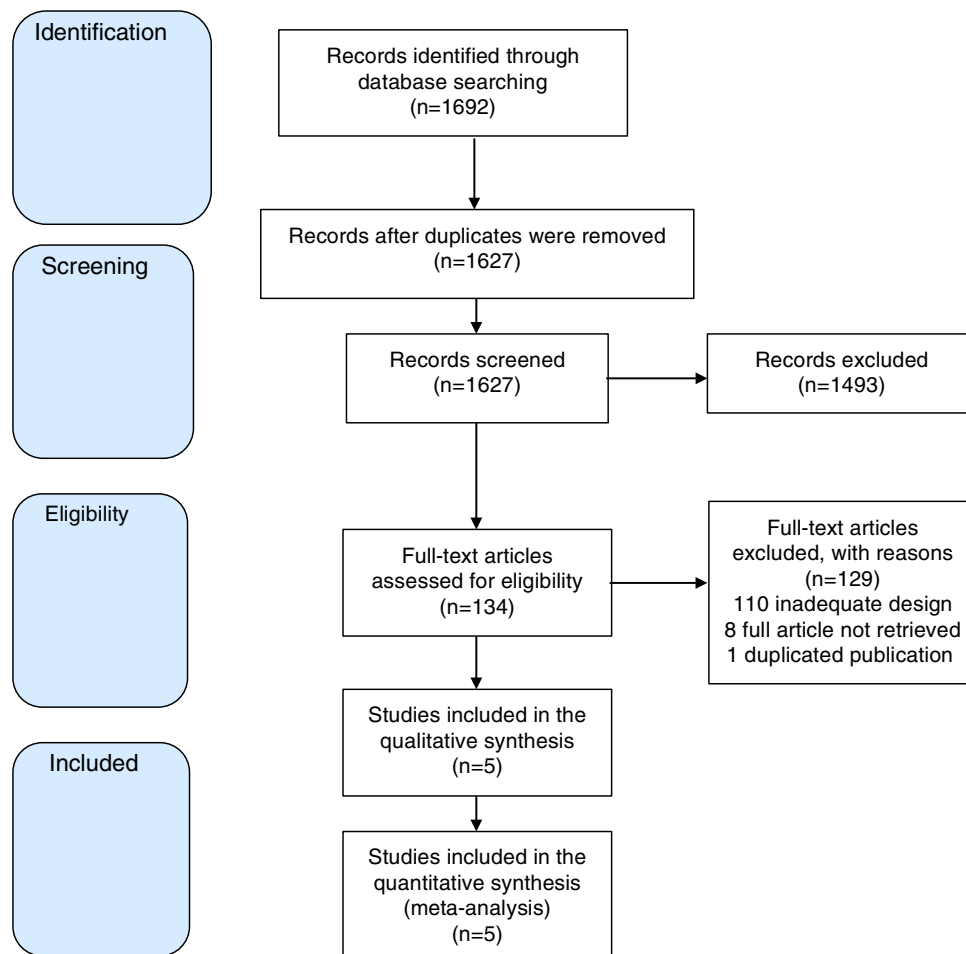 Identification
Records identified through
database searching
(n=1692)
Records after duplicates were removed
(n=1627)
Screening
Records screened
(n=1627)
Records excluded
(n=1493)
Eligibility
Full-text articles
assessed for eligibility
(n=134)
Full-text articles
excluded, with reasons
(n=129)
110 inadequate design
8 full article not retrieved
1 duplicated publication
Studies included in the
qualitative synthesis
(n=5)
Included
Studies included in the
quantitative synthesis
(meta-analysis)
(n=5)